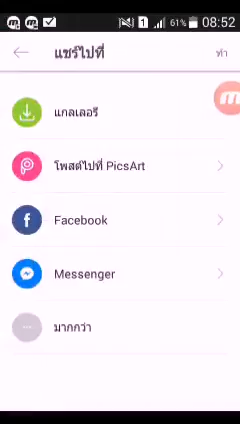 1 61% 08:52
แชร์ไปที่ ทำ
แกลเลอรี
โพสต์ไปที่ PicsArt
Facebook
Messenger
มากกว่า